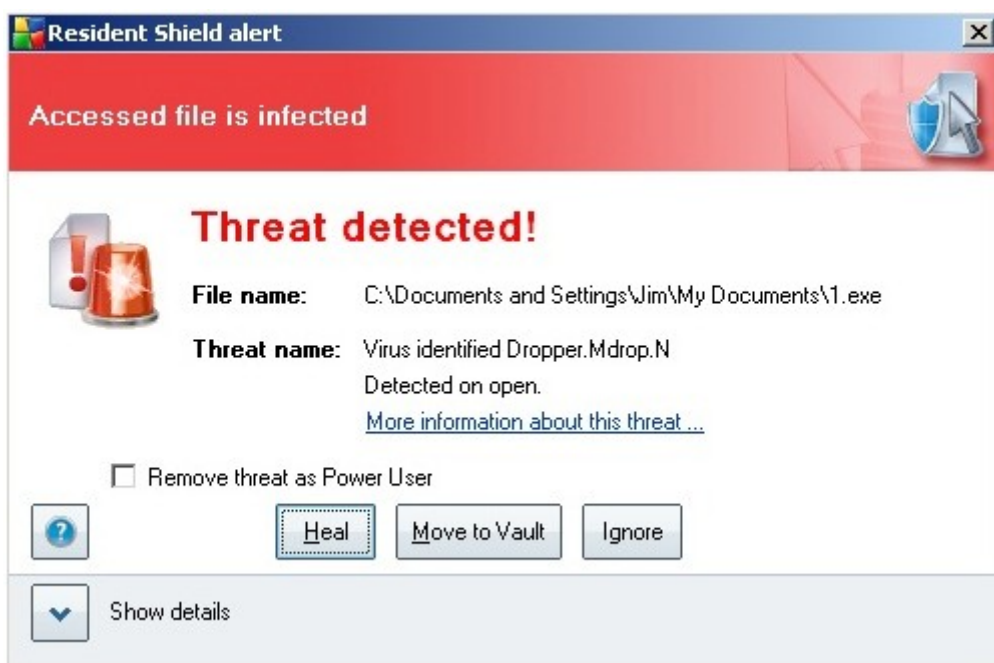 Resident Shield alert
Accessed file is infected
Threat detected!
File name: C:\Documents and Settings\Jim\My Documents\1.exe
Threat name: Virus identified Dropper.Mdrop.N
Detected on open.
More information about this threat ...
Remove threat as Power User
Heal Move to Vault Ignore
Show details